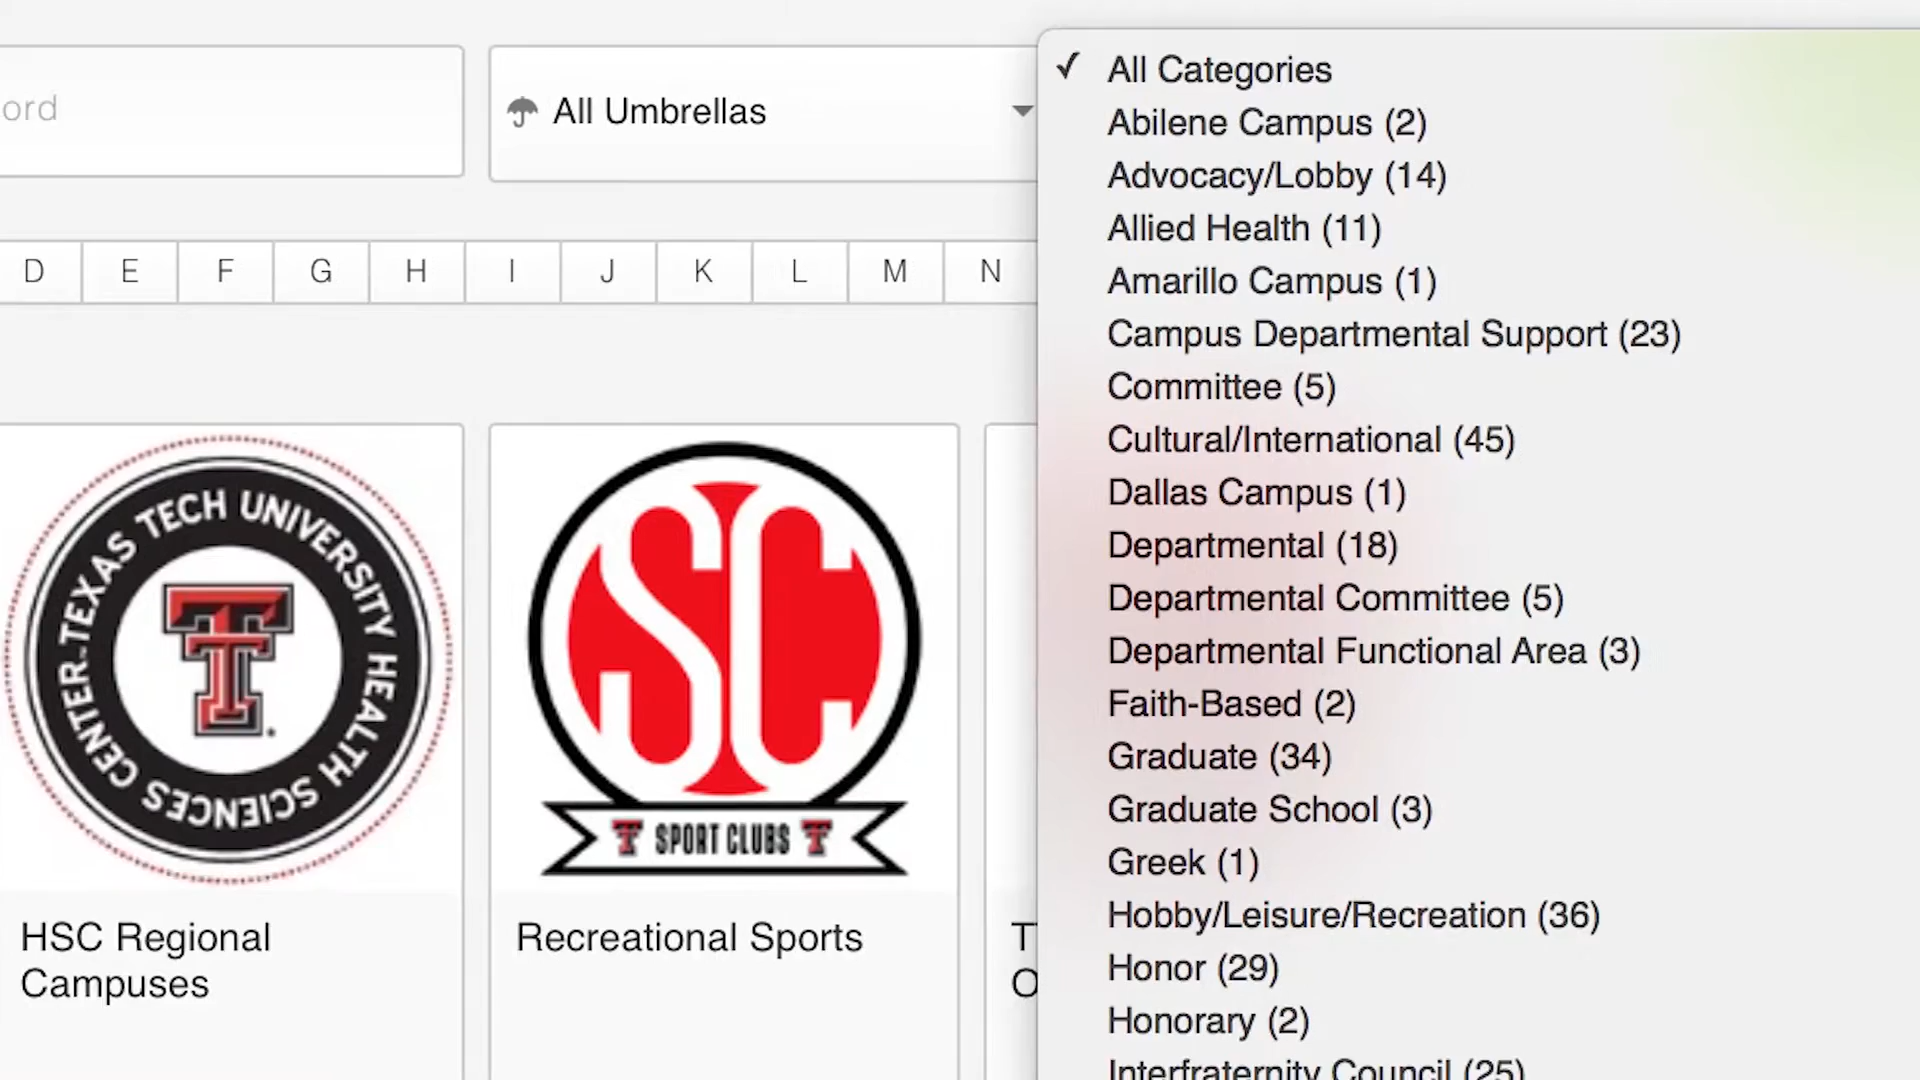 ord
All Umbrellas
D E F G H I J K L M N
TEXAS TECH UNIVERSITY HEALTH SCIENCES CENTER-
SC
SPORT CLUBS
HSC Regional
Campuses
Recreational Sports
T
O
✓ All Categories
Abilene Campus (2)
Advocacy/Lobby (14)
Allied Health (11)
Amarillo Campus (1)
Campus Departmental Support (23)
Committee (5)
Cultural/International (45)
Dallas Campus (1)
Departmental (18)
Departmental Committee (5)
Departmental Functional Area (3)
Faith-Based (2)
Graduate (34)
Graduate School (3)
Greek (1)
Hobby/Leisure/Recreation (36)
Honor (29)
Honorary (2)
Interfraternity Council (25)